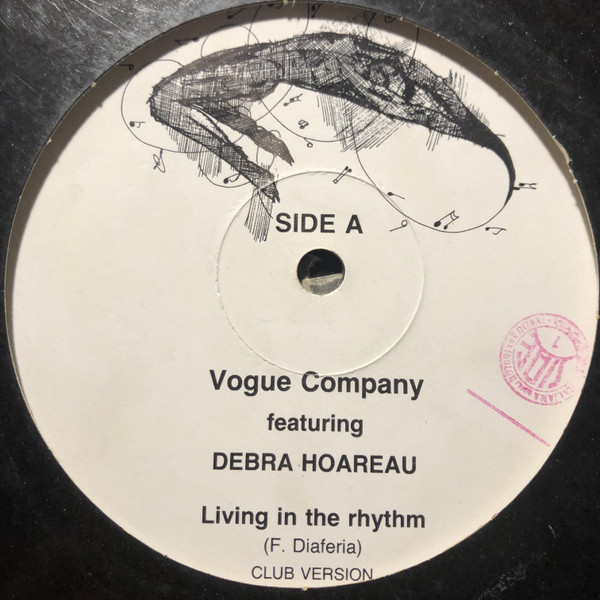 SIDE A
Vogue Company
featuring
DEBRA HOAREAU
Living in the rhythm
(F. Diaferia)
CLUB VERSION